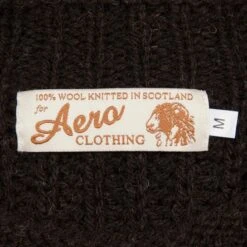 100% WOOL KNITTED IN SCOTLAND
for
Aero
CLOTHING
M